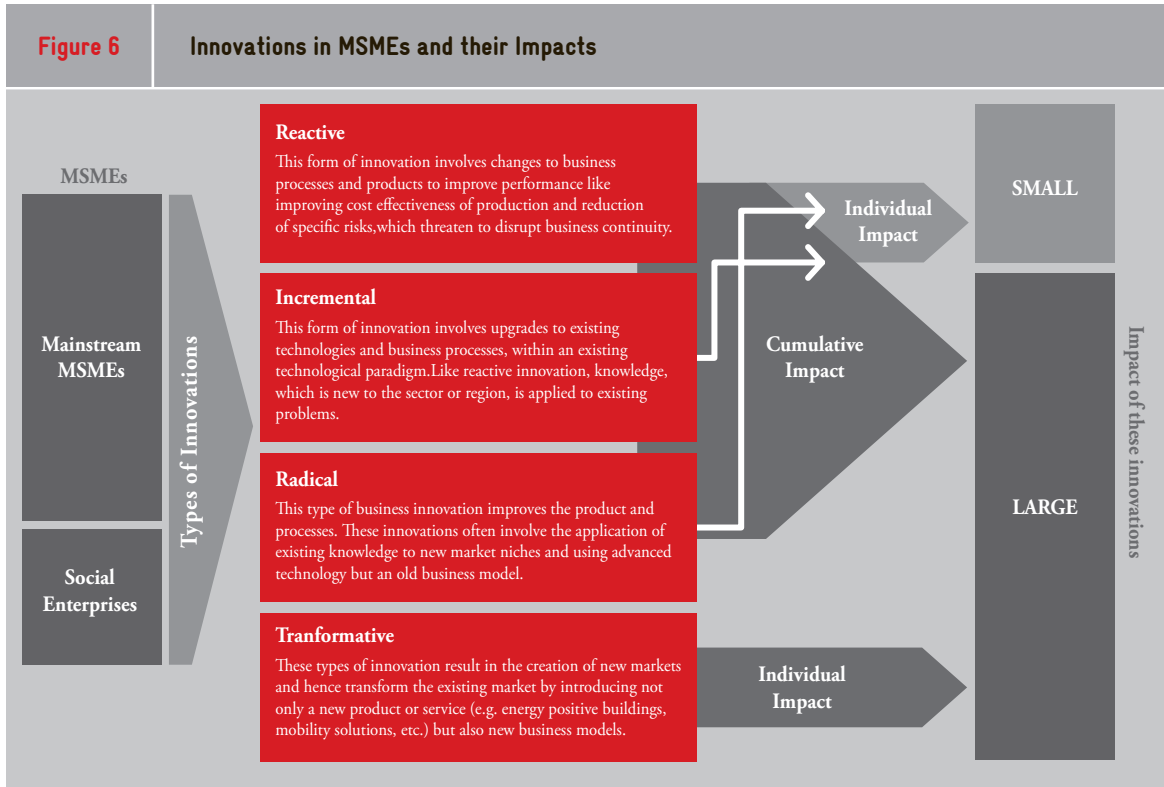 Figure 6
Innovations in MSMEs and their Impacts
MSMEs
Mainstream
MSMEs
Social
Enterprises
Types of Innovations
Reactive
This form of innovation involves changes to business
processes and products to improve performance like
improving cost effectiveness of production and reduction
of specific risks,which threaten to disrupt business continuity.
Incremental
This form of innovation involves upgrades to existing
technologies and business processes, within an existing
technological paradigm.Like reactive innovation, knowledge,
which is new to the sector or region, is applied to existing
problems.
Radical
This type of business innovation improves the product and
processes. These innovations often involve the application of
existing knowledge to new market niches and using advanced
technology but an old business model.
Tranformative
These types of innovation result in the creation of new markets
and hence transform the existing market by introducing not
only a new product or service (e.g. energy positive buildings,
mobility solutions, etc.) but also new business models.
Individual
Impact
Cumulative
Impact
Individual
Impact
SMALL
LARGE
Impact of these innovations